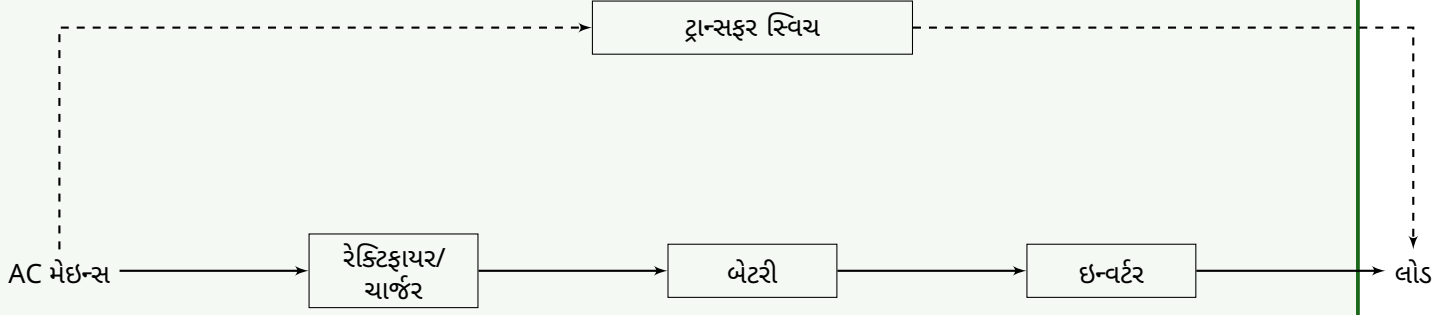 ટ્રાન્સફર સ્વિચ
AC મેઇન્સ
રેક્ટિફાયર/
ચાર્જર
બેટરી
ઇન્વર્ટર
લોડ